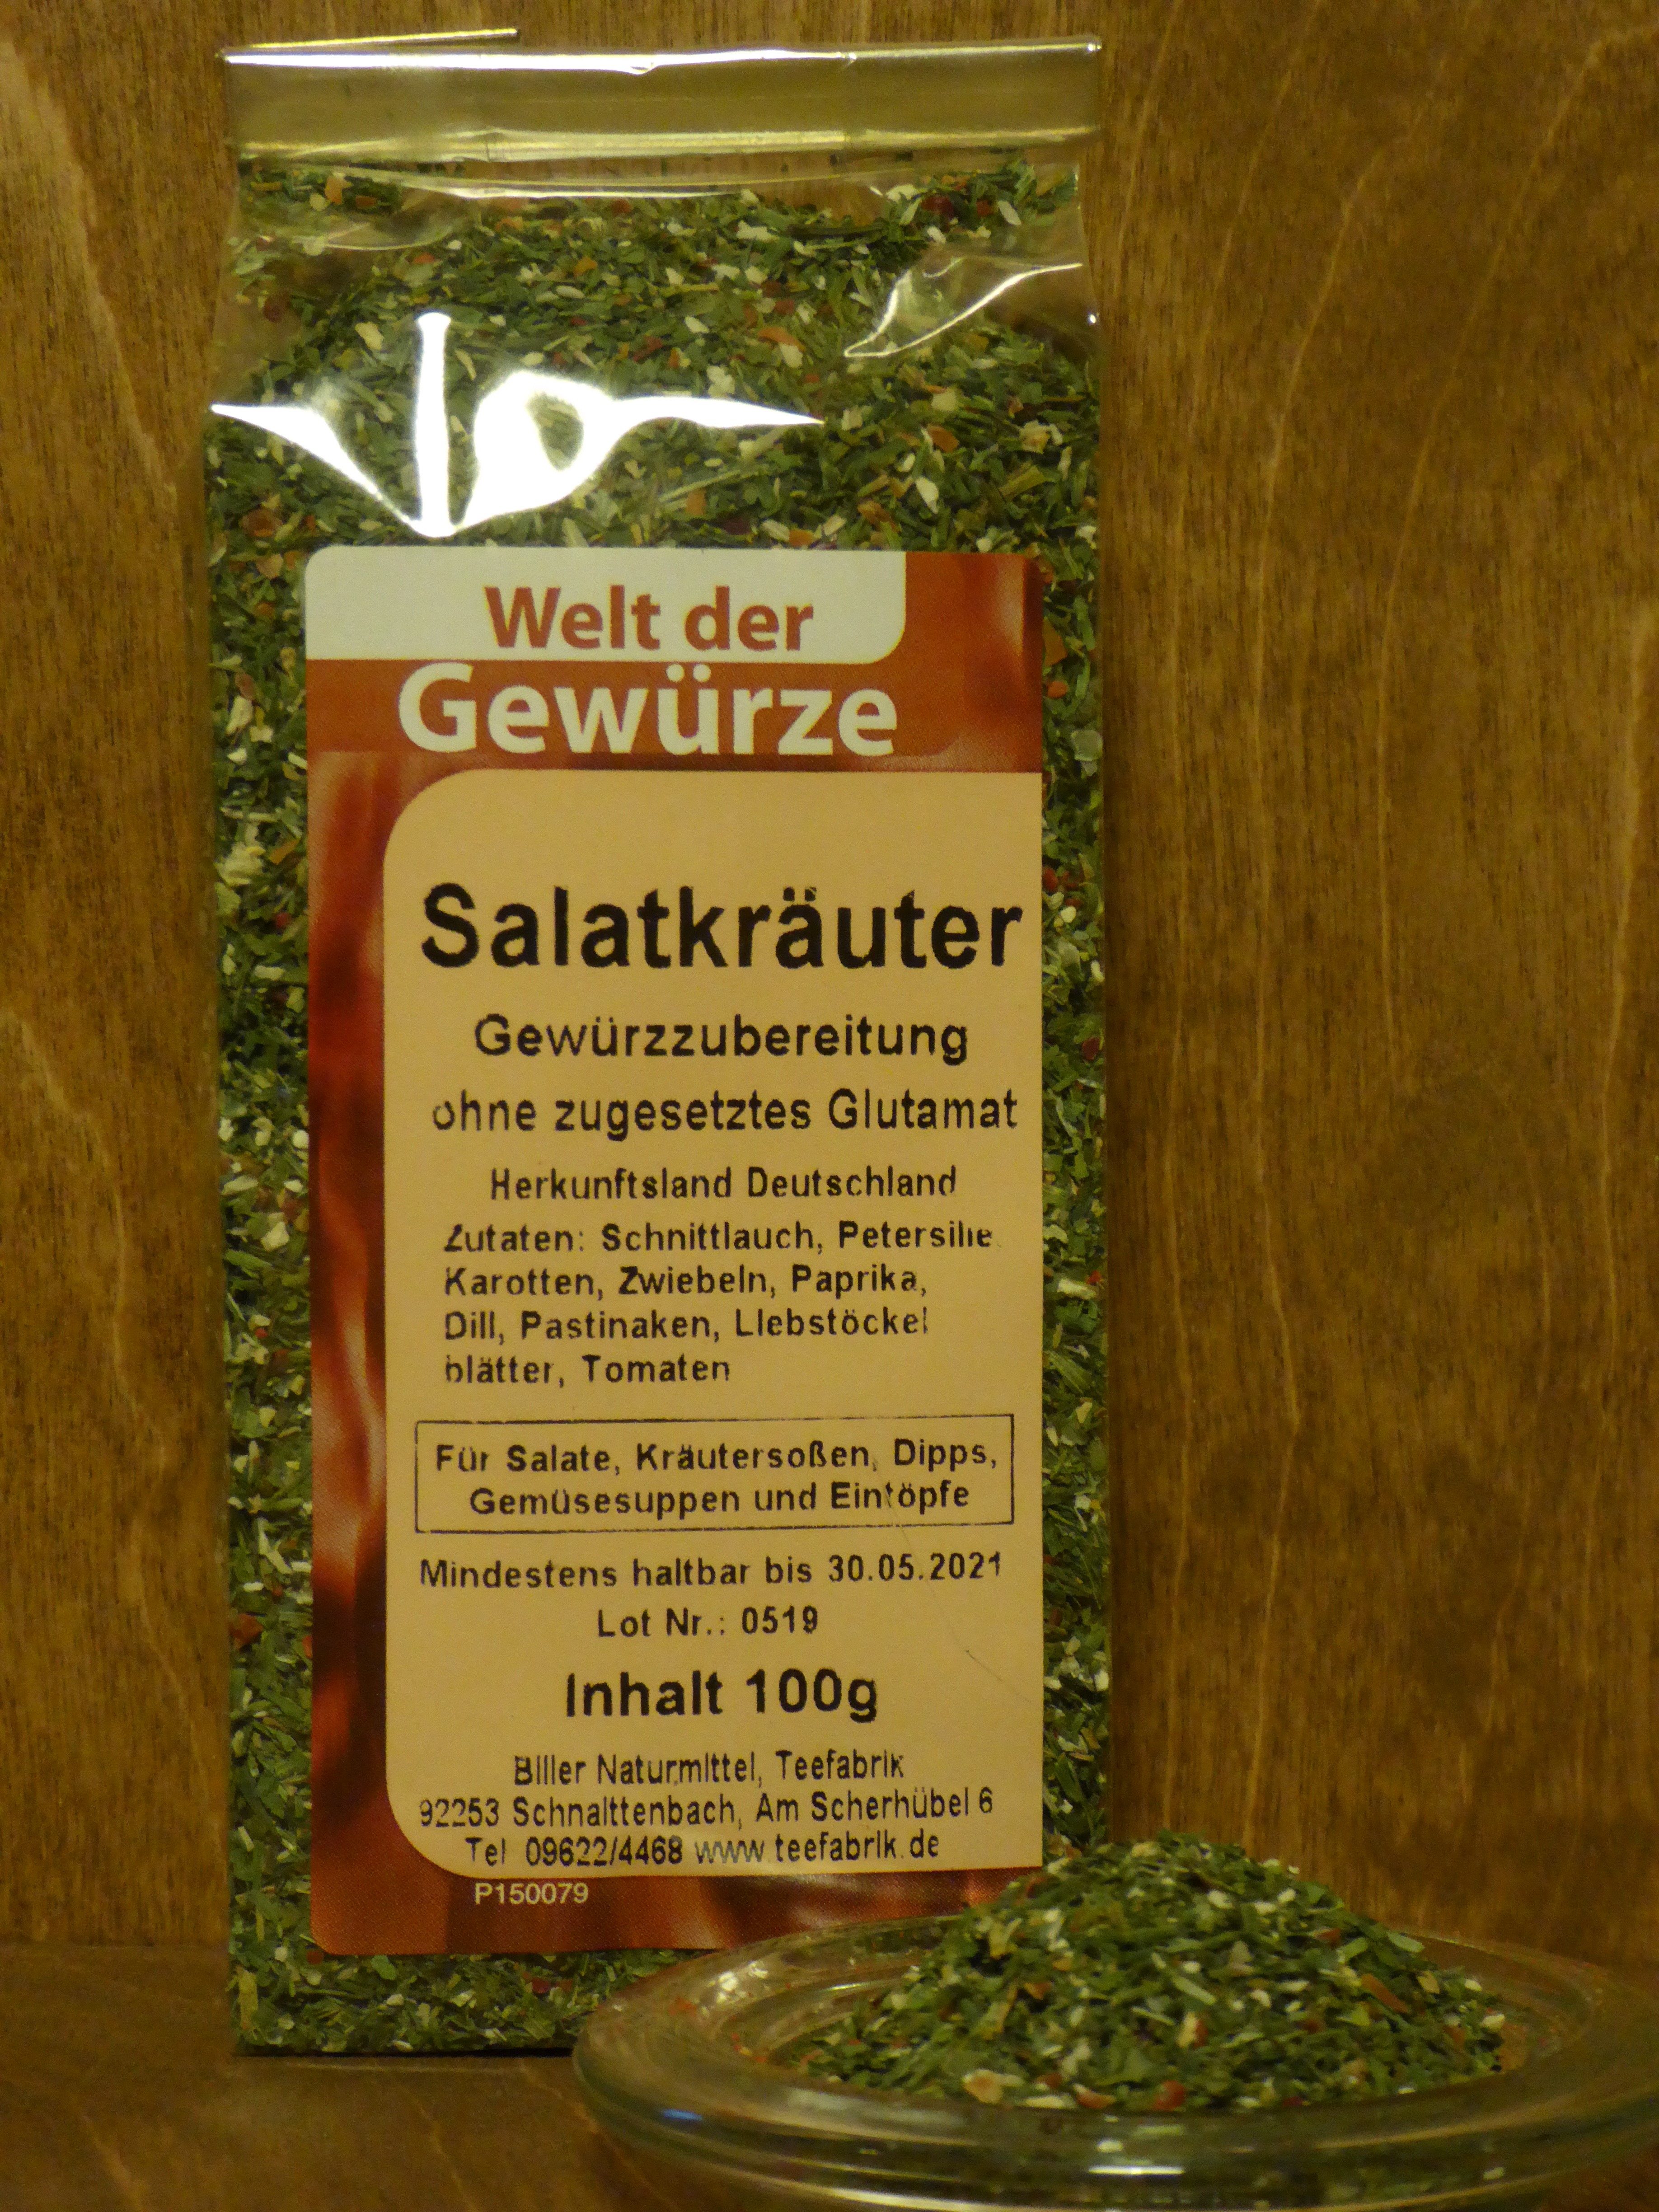 Welt der
Gewürze
Salatkräuter
Gewürzzubereitung
ohne zugesetztes Glutamat
Herkunftsland Deutschland
Zutaten: Schnittlauch, Petersilie
Karotten, Zwiebeln, Paprika,
Dill, Pastinaken, Liebstöckel
blätter, Tomaten
Für Salate, Kräutersoßen, Dipps,
Gemüsesuppen und Eintöpfe
Mindestens haltbar bis 30.05.2021
Lot Nr.: 0519
Inhalt 100g
Biller Naturmittel, Teefabrik
92253 Schnaittenbach, Am Scherhübel 6
Tel 09622/4468 www.teefabrik.de
P150079